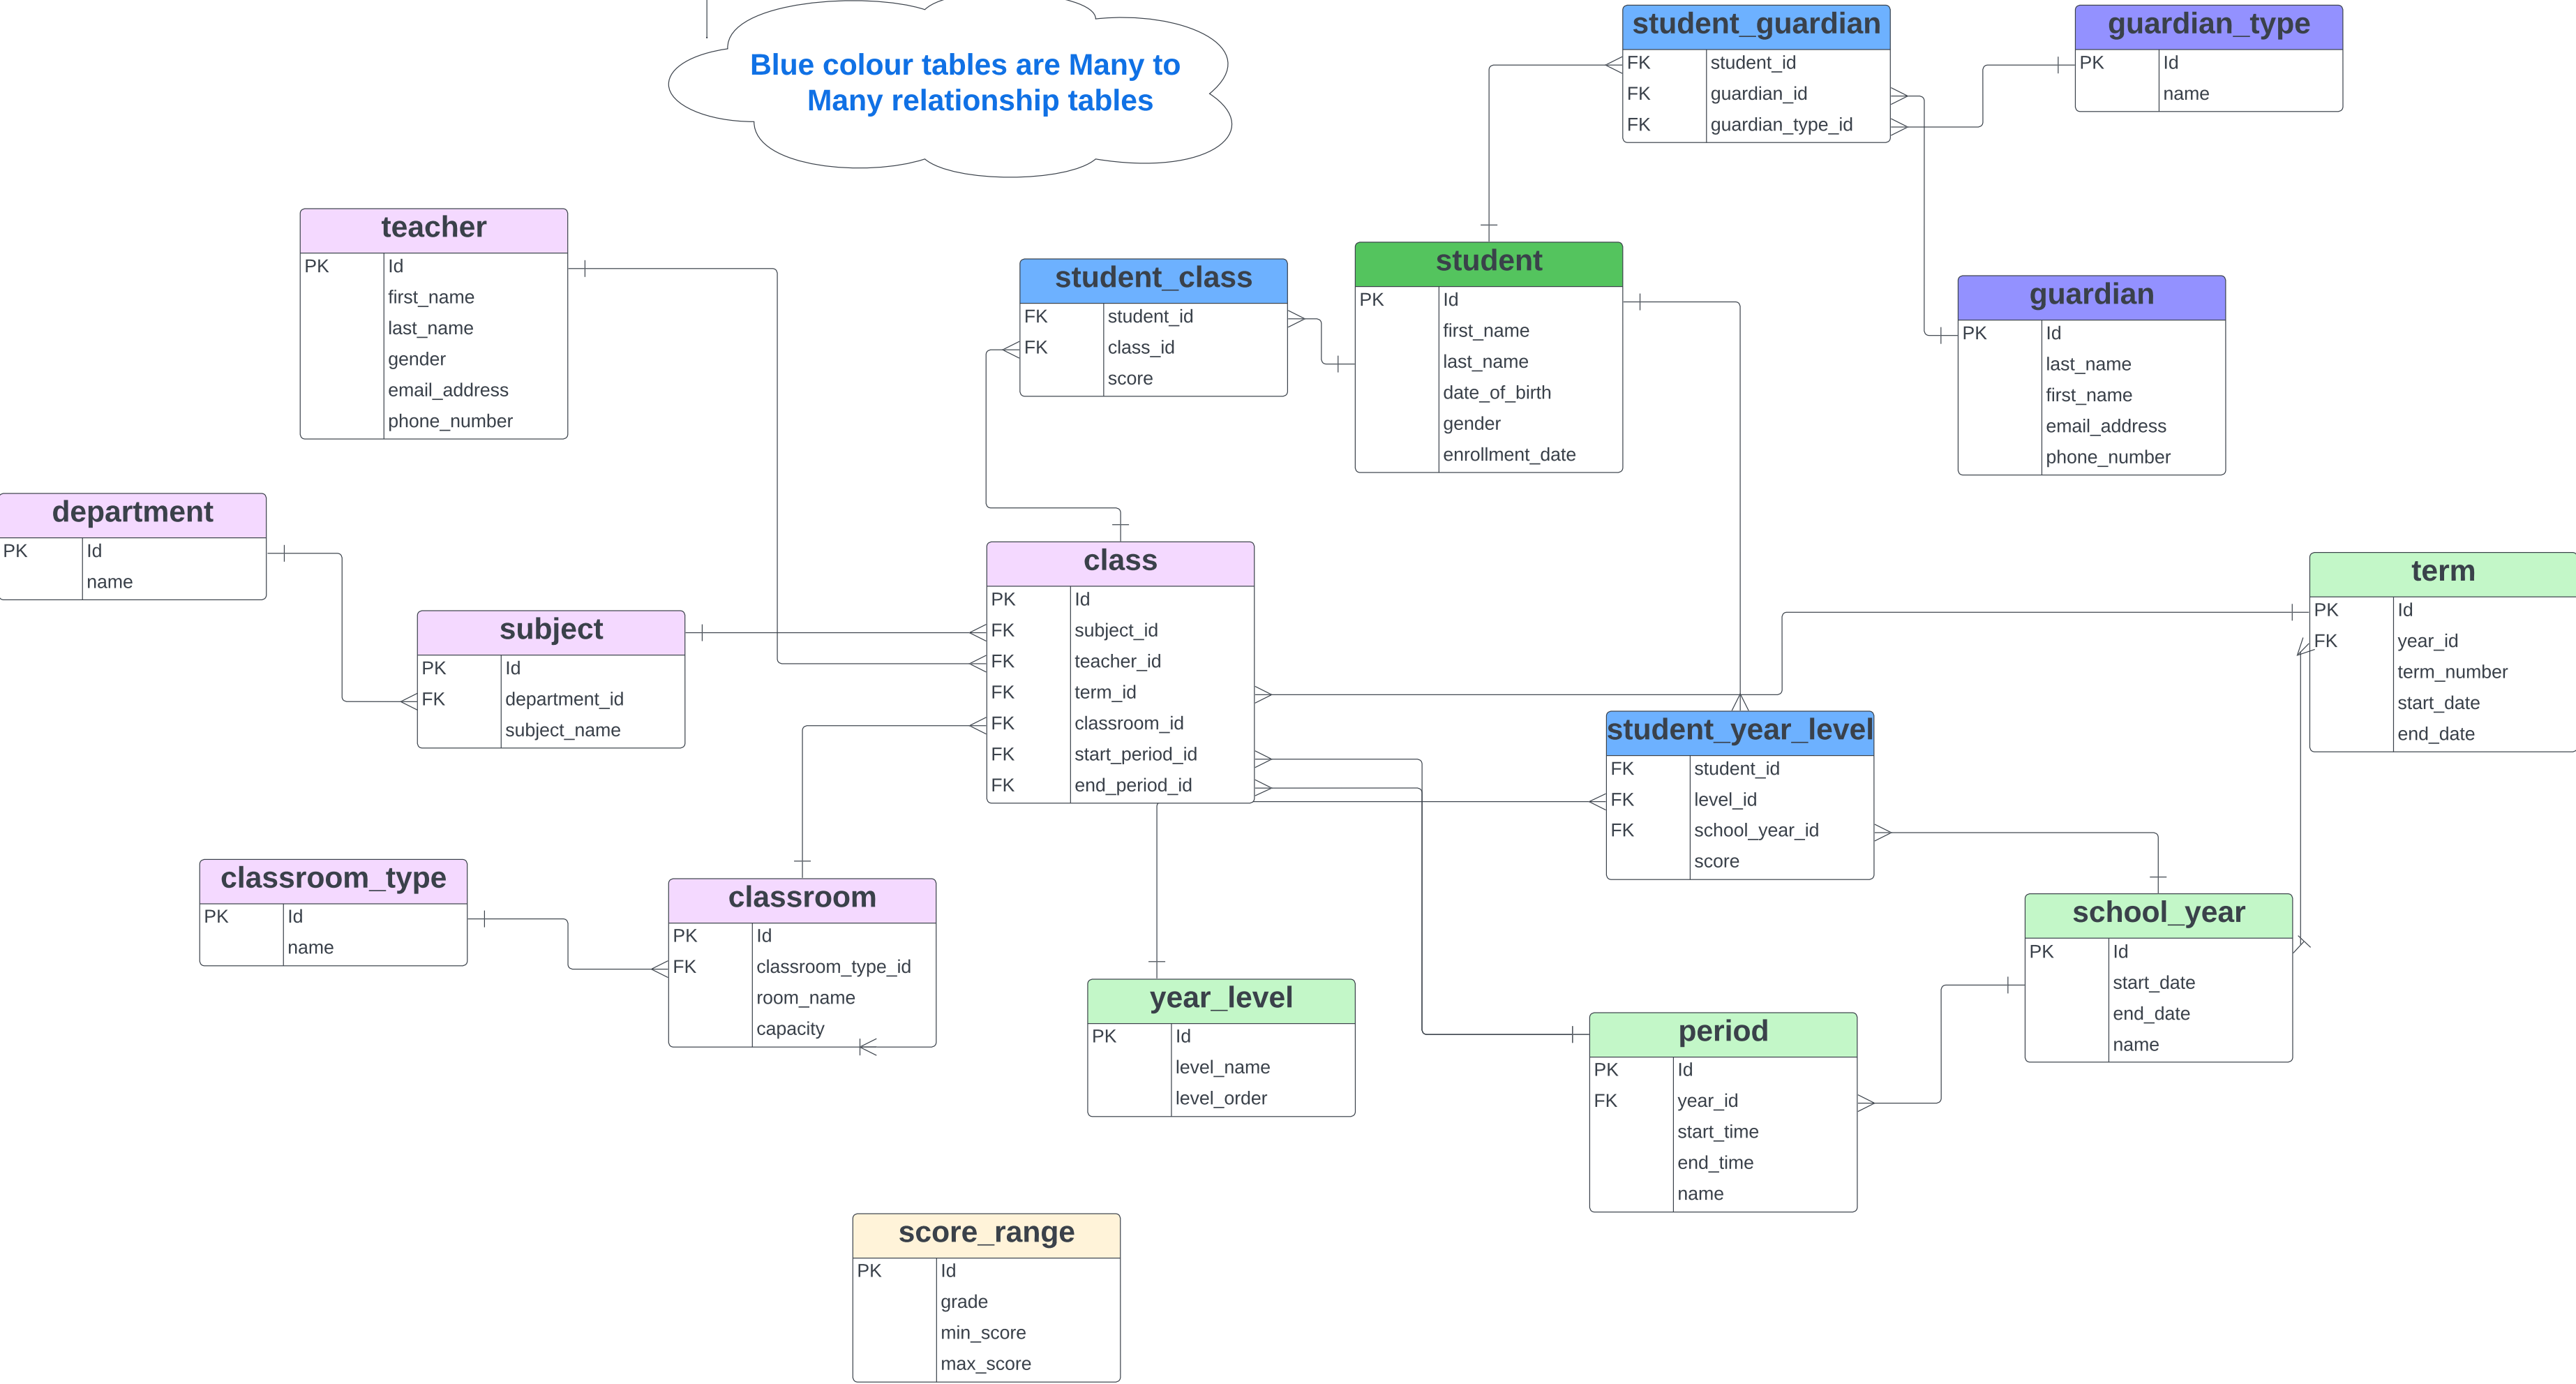 Blue colour tables are Many to
Many relationship tables
student_guardian
FK student_id
FK guardian_id
FK guardian_type_id
guardian_type
PK Id
name
teacher
PK Id
first_name
last_name
gender
email_address
phone_number
student_class
FK student_id
FK class_id
score
student
PK Id
first_name
last_name
date_of_birth
gender
enrollment_date
guardian
PK Id
last_name
first_name
email_address
phone_number
department
PK Id
name
subject
PK Id
FK department_id
subject_name
class
PK Id
FK subject_id
FK teacher_id
FK term_id
FK classroom_id
FK start_period_id
FK end_period_id
term
PK Id
FK year_id
term_number
start_date
end_date
student_year_level
FK student_id
FK level_id
FK school_year_id
score
classroom_type
PK Id
name
classroom
PK Id
FK classroom_type_id
room_name
capacity
year_level
PK Id
level_name
level_order
school_year
PK Id
start_date
end_date
name
period
PK Id
FK year_id
start_time
end_time
name
score_range
PK Id
grade
min_score
max_score